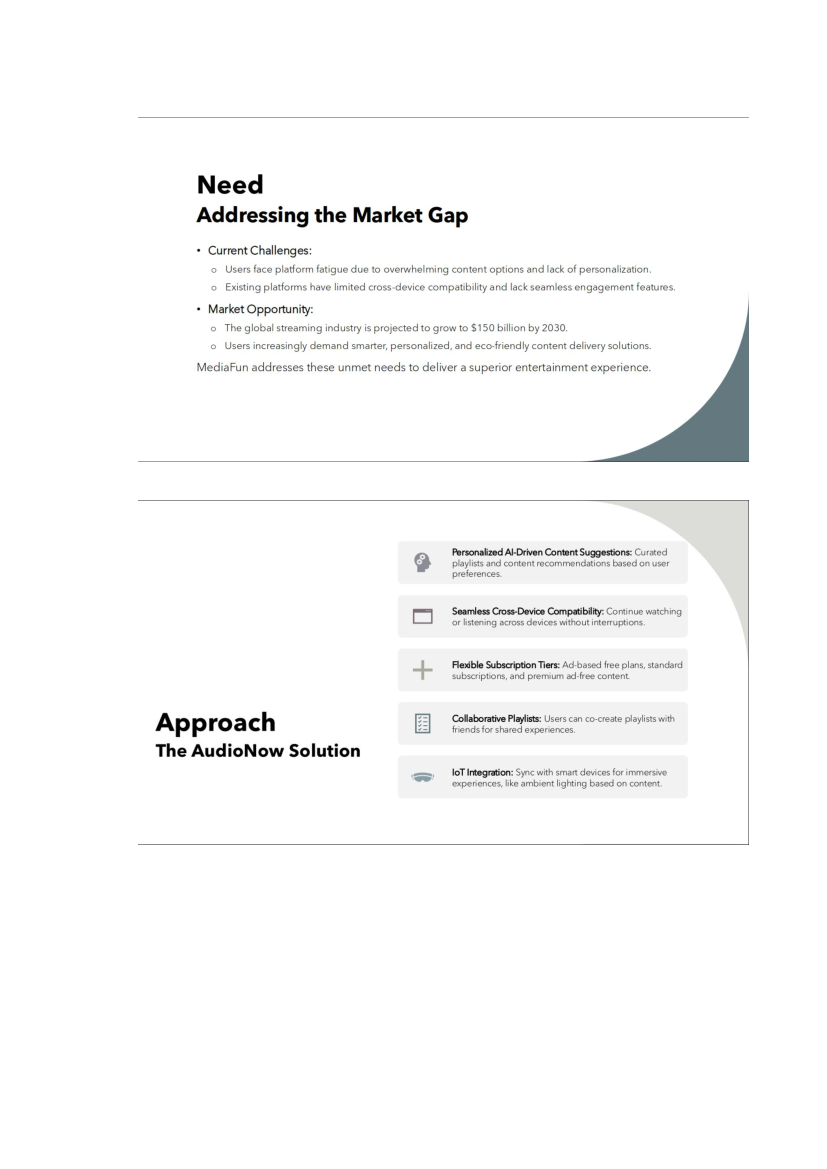 Need
Addressing the Market Gap
• Current Challenges:
o Users face platform fatigue due to overwhelming content options and lack of personalization.
o Existing platforms have limited cross-device compatibility and lack seamless engagement features.
• Market Opportunity:
o The global streaming industry is projected to grow to $150 billion by 2030.
o Users increasingly demand smarter, personalized, and eco-friendly content delivery solutions.
MediaFun addresses these unmet needs to deliver a superior entertainment experience.
Approach
The AudioNow Solution
Personalized AI-Driven Content Suggestions: Curated
playlists and content recommendations based on user
preferences.
Seamless Cross-Device Compatibility: Continue watching
or listening across devices without interruptions.
Flexible Subscription Tiers: Ad-based free plans, standard
subscriptions, and premium ad-free content.
Collaborative Playlists: Users can co-create playlists with
friends for shared experiences.
IoT Integration: Sync with smart devices for immersive
experiences, like ambient lighting based on content.